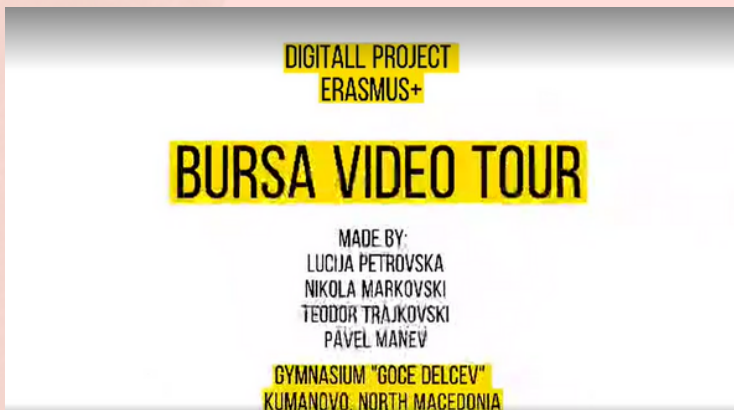 DIGITALL PROJECT
ERASMUS+
BURSA VIDEO TOUR
MADE BY:
LUCIJA PETROVSKA
NIKOLA MARKOVSKI
TEODOR TRAJKOVSKI
PAVEL MANEV
GYMNASIUM "GOCE DELCEV"
KUMANOVO, NORTH MACEDONIA